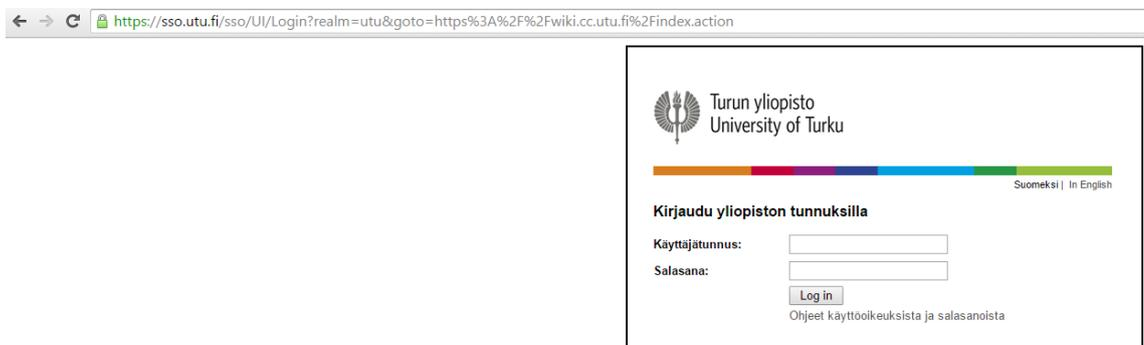 https://sso.utu.fi/sso/UI/Login?realm=utu&goto=https%3A%2F%2Fwiki.cc.utu.fi%2Findex.action
Turun yliopisto
University of Turku
Suomeksi | In English
Kirjaudu yliopiston tunnuksilla
Käyttäjätunnus:
Salasana:
Log in
Ohjeet käyttöoikeuksista ja salasanoista